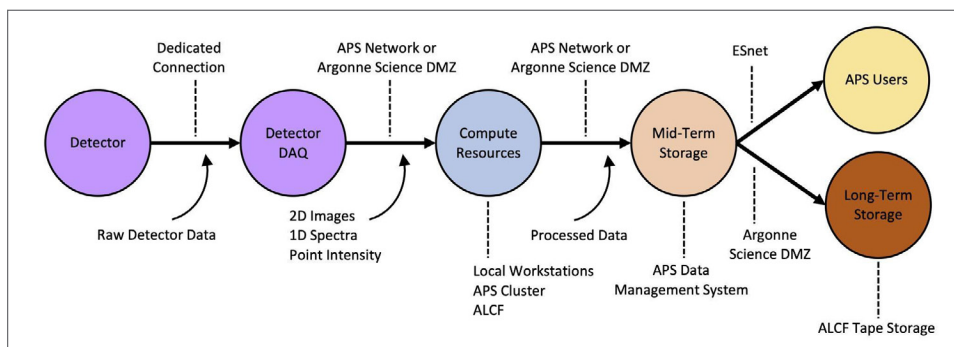 Dedicated
Connection
APS Network or
Argonne Science DMZ
APS Network or
Argonne Science DMZ
ESnet
APS Users
Detector
Detector
DAQ
Compute
Resources
Mid-Term
Storage
Long-Term
Storage
Raw Detector Data
2D Images
1D Spectra
Point Intensity
Processed Data
Argonne
Science DMZ
Local Workstations
APS Cluster
ALCF
APS Data
Management System
ALCF Tape Storage